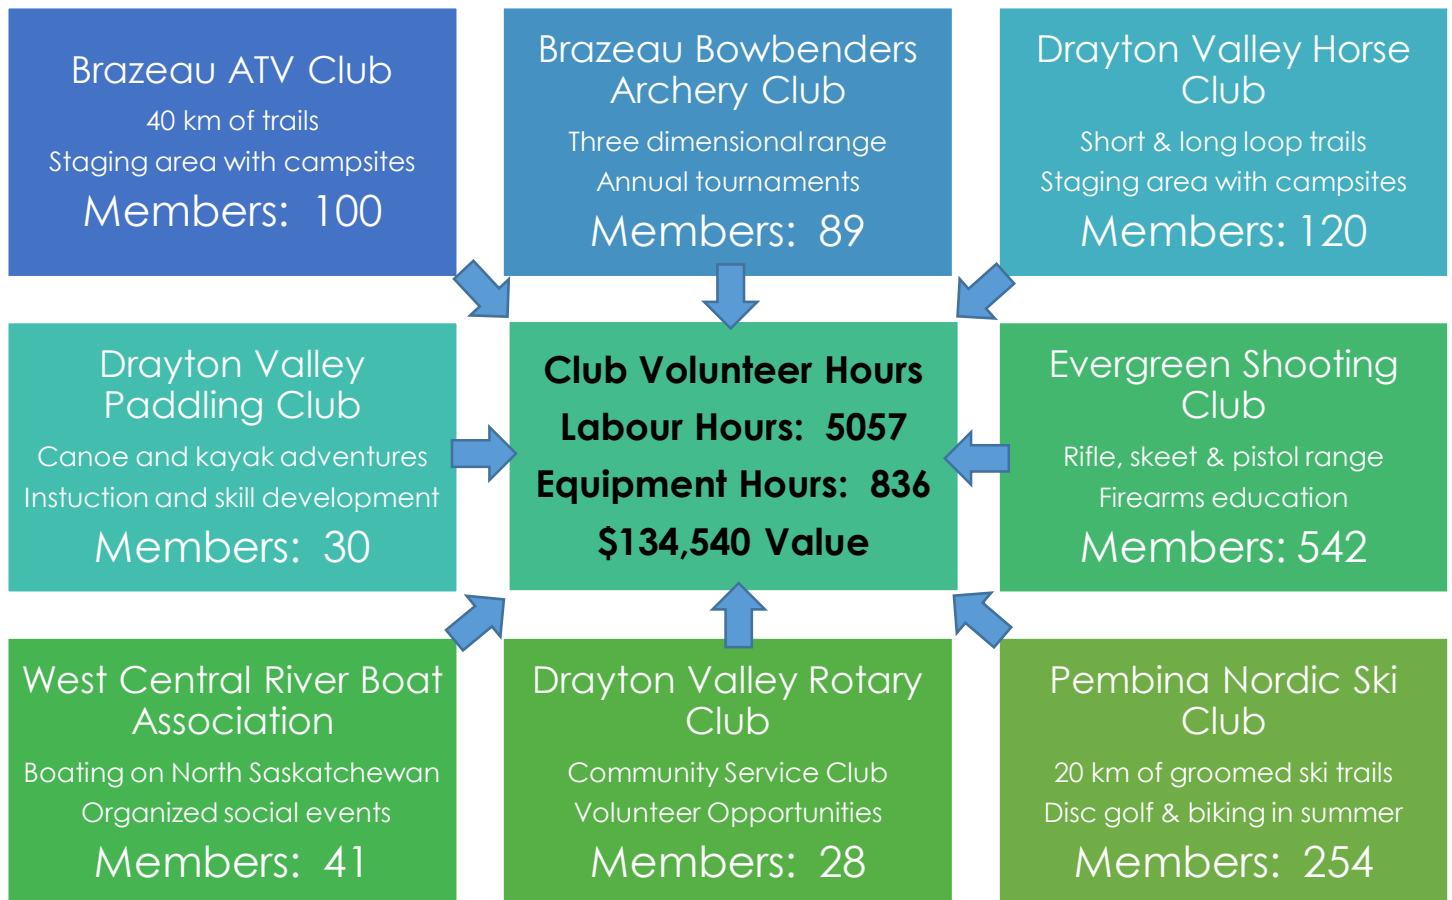 Brazeau ATV Club
40 km of trails
Staging area with campsites
Members: 100
Brazeau Bowbenders
Archery Club
Three dimensional range
Annual tournaments
Members: 89
Drayton Valley Horse
Club
Short & long loop trails
Staging area with campsites
Members: 120
Drayton Valley
Paddling Club
Canoe and kayak adventures
Instuction and skill development
Members: 30
Club Volunteer Hours
Labour Hours: 5057
Equipment Hours: 836
$134,540 Value
Evergreen Shooting
Club
Rifle, skeet & pistol range
Firearms education
Members: 542
West Central River Boat
Association
Boating on North Saskatchewan
Organized social events
Members: 41
Drayton Valley Rotary
Club
Community Service Club
Volunteer Opportunities
Members: 28
Pembina Nordic Ski
Club
20 km of groomed ski trails
Disc golf & biking in summer
Members: 254